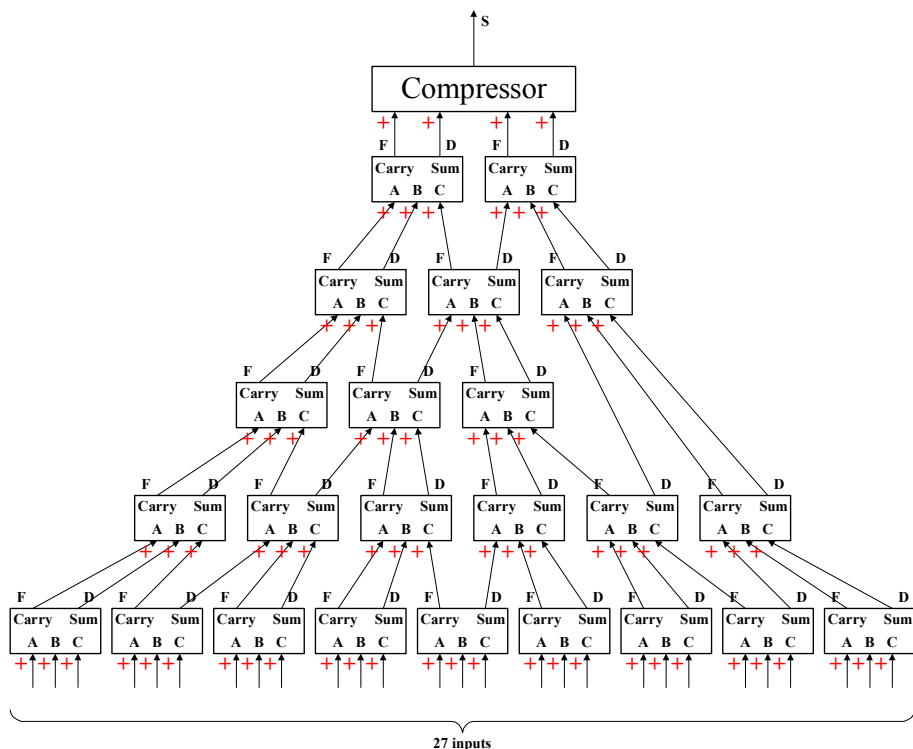 S
Compressor
+ + + +
F D F D
Carry Sum Carry Sum
A B C A B C
+ + + + + +
F D F D F D
Carry Sum Carry Sum Carry Sum
A B C A B C A B C
+ + + + + + + + +
F D F D F D
Carry Sum Carry Sum Carry Sum
A B C A B C A B C
+ + + + + + + + +
F D F D F D F D F D F D
Carry Sum Carry Sum Carry Sum Carry Sum Carry Sum Carry Sum
A B C A B C A B C A B C A B C A B C
+ + + + + + + + + + + + + + + + + +
F D F D F D F D F D F D F D F D F D
Carry Sum Carry Sum Carry Sum Carry Sum Carry Sum Carry Sum Carry Sum Carry Sum Carry Sum
A B C A B C A B C A B C A B C A B C A B C A B C A B C
+ + + + + + + + + + + + + + + + + + + + + + + + + + +
27 inputs